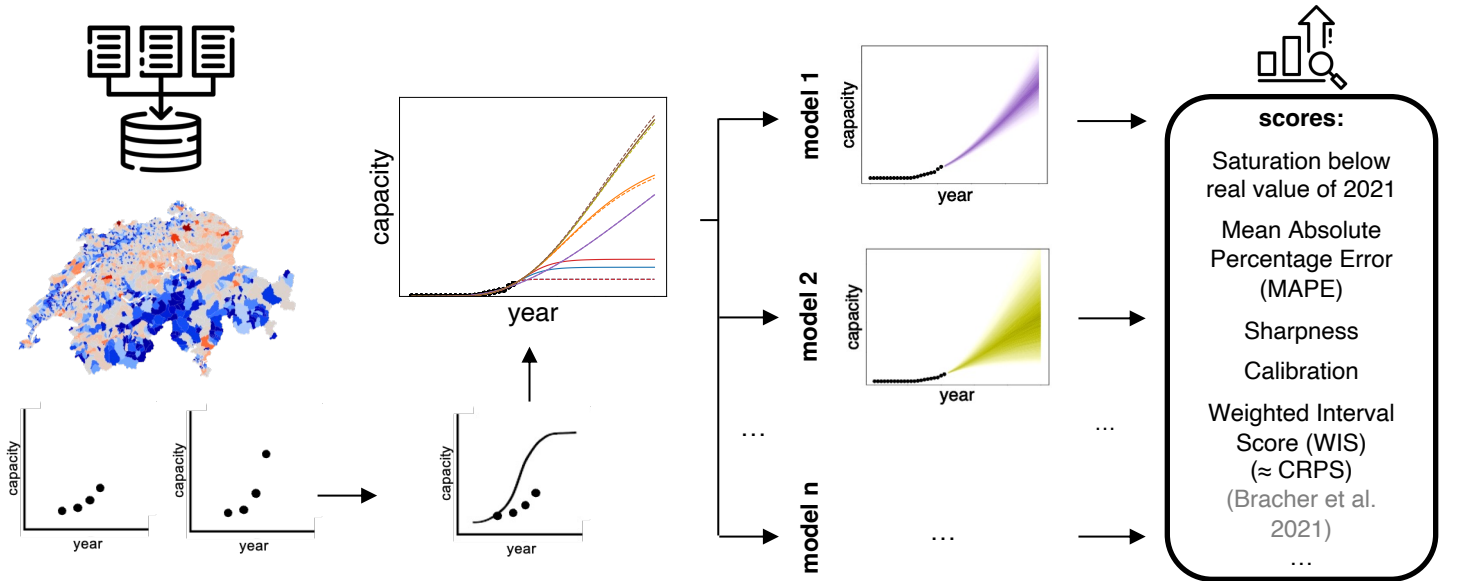 capacity
year
capacity
year
capacity
year
capacity
year
model 1
capacity
year
model 2
capacity
year
...
...
model n
...
scores:
Saturation below
real value of 2021
Mean Absolute
Percentage Error
(MAPE)
Sharpness
Calibration
Weighted Interval
Score (WIS)
(≈ CRPS)
(Bracher et al.
2021)
...